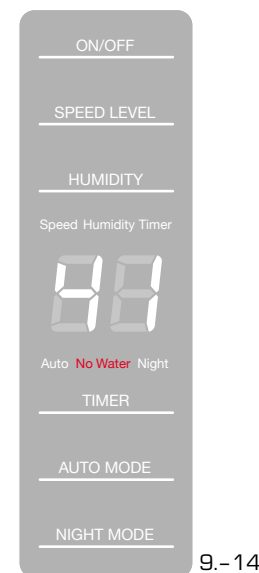 ON/OFF
SPEED LEVEL
HUMIDITY
Speed Humidity Timer
41
Auto No Water Night
TIMER
AUTO MODE
NIGHT MODE
9.–14